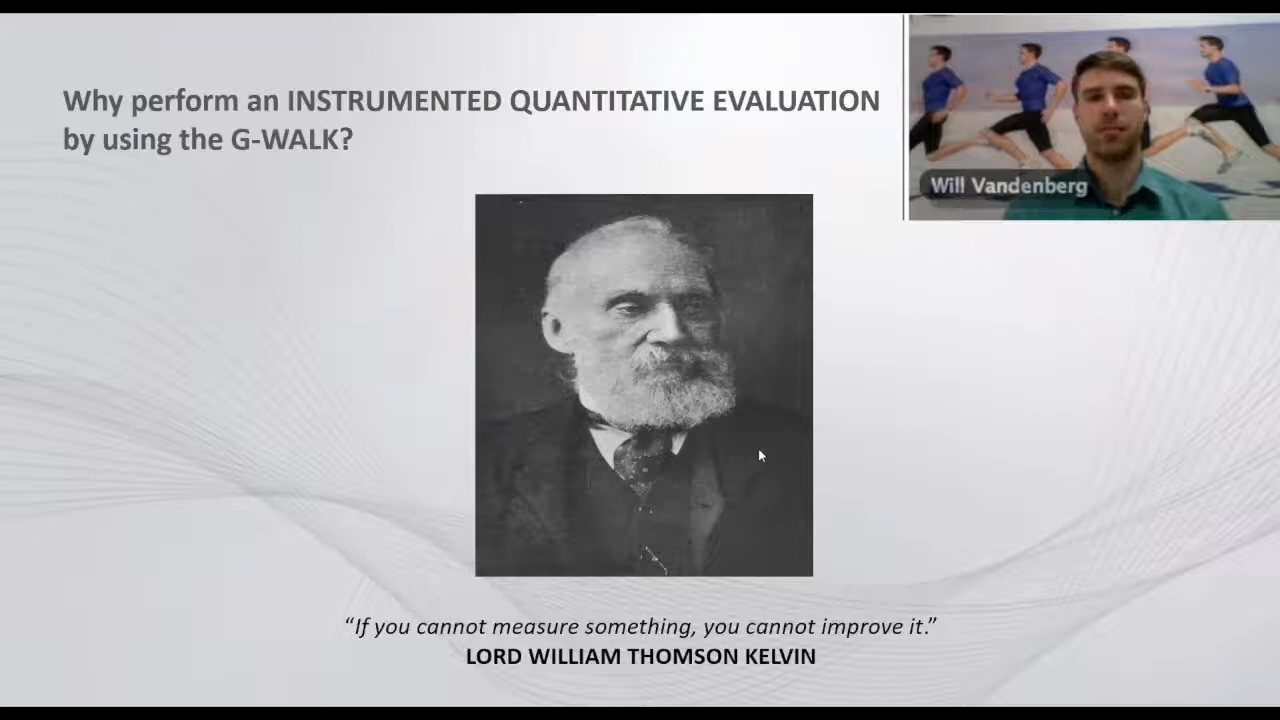 Why perform an INSTRUMENTED QUANTITATIVE EVALUATION
by using the G-WALK?
Will Vandenberg
“If you cannot measure something, you cannot improve it.”
LORD WILLIAM THOMSON KELVIN